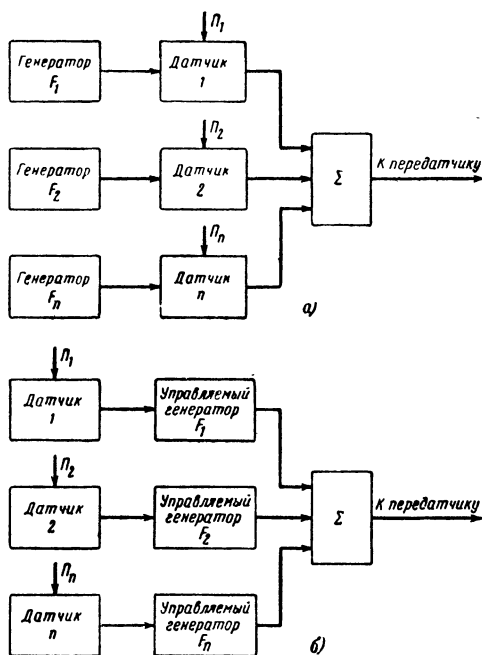 П₁
Генератор
F₁
Датчик
1
П₂
Генератор
F₂
Датчик
2
Σ
К передатчику
Пₙ
Генератор
Fₙ
Датчик
n
а)
П₁
Датчик
1
Управляемый
генератор
F₁
П₂
Датчик
2
Управляемый
генератор
F₂
Σ
К передатчику
Пₙ
Датчик
n
Управляемый
генератор
Fₙ
б)